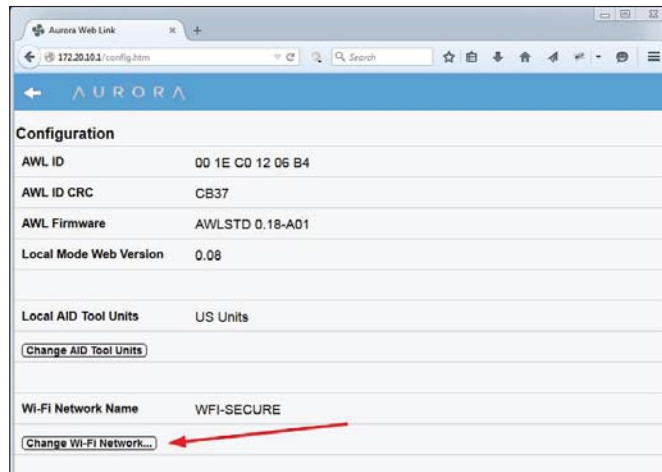 Aurora Web Link
172.20.10.1/config.htm
Search
AURORA
Configuration
AWL ID 00 1E C0 12 06 B4
AWL ID CRC CB37
AWL Firmware AWLSTD 0.18-A01
Local Mode Web Version 0.08
Local AID Tool Units US Units
Change AID Tool Units
Wi-Fi Network Name WFI-SECURE
Change Wi-Fi Network...